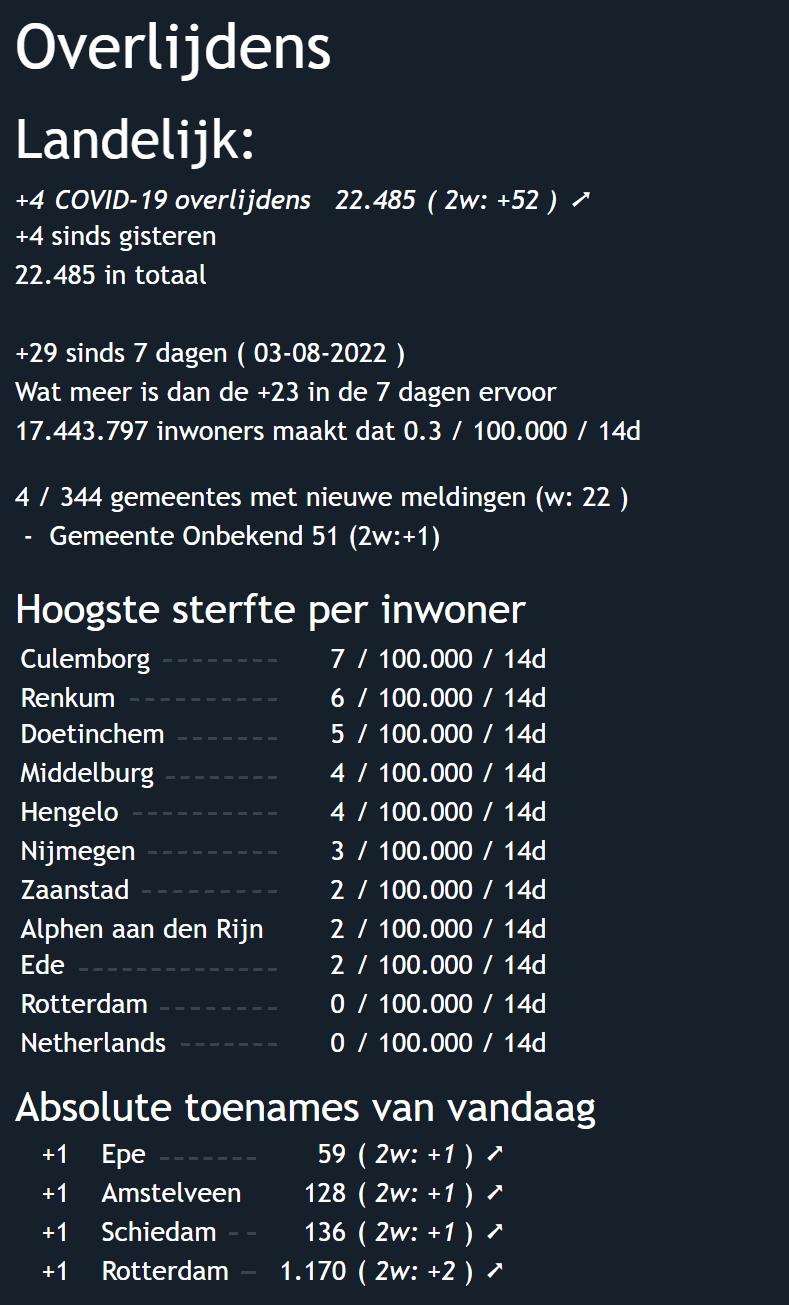 Overlijdens
Landelijk:
+4 COVID-19 overlijdens 22.485 ( 2w: +52 ) ➚
+4 sinds gisteren
22.485 in totaal
+29 sinds 7 dagen ( 03-08-2022 )
Wat meer is dan de +23 in de 7 dagen ervoor
17.443.797 inwoners maakt dat 0.3 / 100.000 / 14d
4 / 344 gemeentes met nieuwe meldingen (w: 22 )
- Gemeente Onbekend 51 (2w:+1)
Hoogste sterfte per inwoner
Culemborg -------- 7 / 100.000 / 14d
Renkum ---------- 6 / 100.000 / 14d
Doetinchem ------- 5 / 100.000 / 14d
Middelburg -------- 4 / 100.000 / 14d
Hengelo ---------- 4 / 100.000 / 14d
Nijmegen --------- 3 / 100.000 / 14d
Zaanstad --------- 2 / 100.000 / 14d
Alphen aan den Rijn 2 / 100.000 / 14d
Ede ------------- 2 / 100.000 / 14d
Rotterdam -------- 0 / 100.000 / 14d
Netherlands ------- 0 / 100.000 / 14d
Absolute toenames van vandaag
+1 Epe ------- 59 ( 2w: +1 ) ➚
+1 Amstelveen 128 ( 2w: +1 ) ➚
+1 Schiedam -- 136 ( 2w: +1 ) ➚
+1 Rotterdam - 1.170 ( 2w: +2 ) ➚